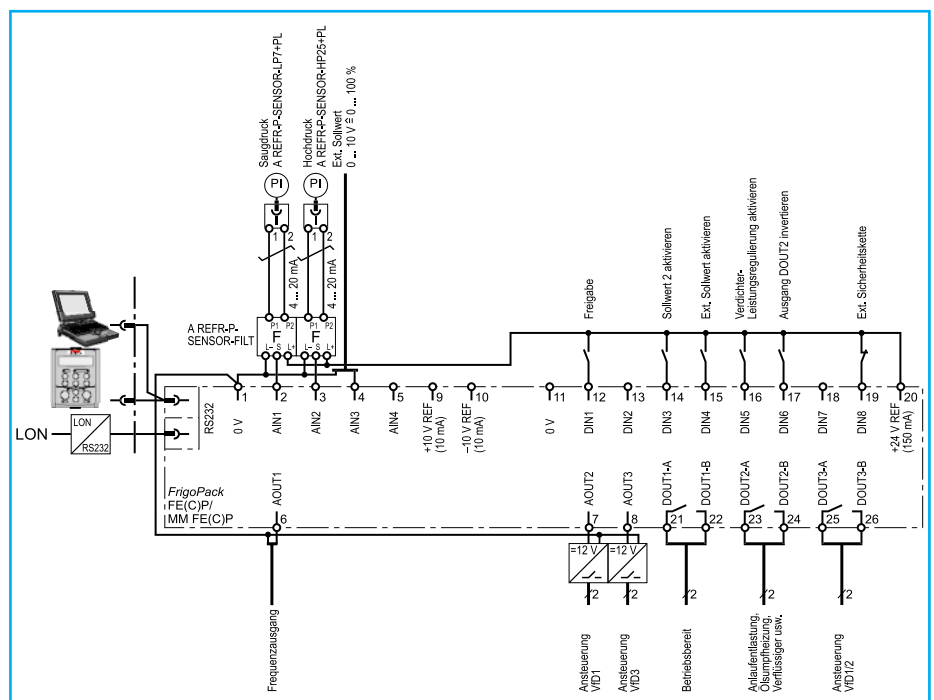 Saugdruck
A REFR-P-SENSOR-LP7+PL
Hochdruck
A REFR-P-SENSOR-HP25+PL
Ext. Sollwert
0 ... 10 V ≙ 0 ... 100 %
PI
PI
1
2
1
2
4 ... 20 mA
4 ... 20 mA
A REFR-P-
SENSOR-FILT
P1
P2
F
L–
S
L+
P1
P2
F
L–
S
L+
Freigabe
Sollwert 2 aktivieren
Ext. Sollwert aktivieren
Verdichter-
Leistungsregulierung aktivieren
Ausgang DOUT2 invertieren
Ext. Sicherheitskette
1
2
3
4
5
9
10
11
12
13
14
15
16
17
18
19
20
RS232
0 V
AIN1
AIN2
AIN3
AIN4
+10 V REF
(10 mA)
–10 V REF
(10 mA)
0 V
DIN1
DIN2
DIN3
DIN4
DIN5
DIN6
DIN7
DIN8
+24 V REF
(150 mA)
LON
LON
RS232
FrigoPack
FE(C)P/
MM FE(C)P
AOUT1
AOUT2
AOUT3
DOUT1-A
DOUT1-B
DOUT2-A
DOUT2-B
DOUT3-A
DOUT3-B
6
7
8
21
22
23
24
25
26
=12 V
=12 V
2
2
2
2
2
Frequenzausgang
Ansteuerung
VfD1
Ansteuerung
VfD3
Betriebsbereit
Anlaufentlastung,
Ölsumpfheizung,
Verflüssiger usw.
Ansteuerung
VfD1/2